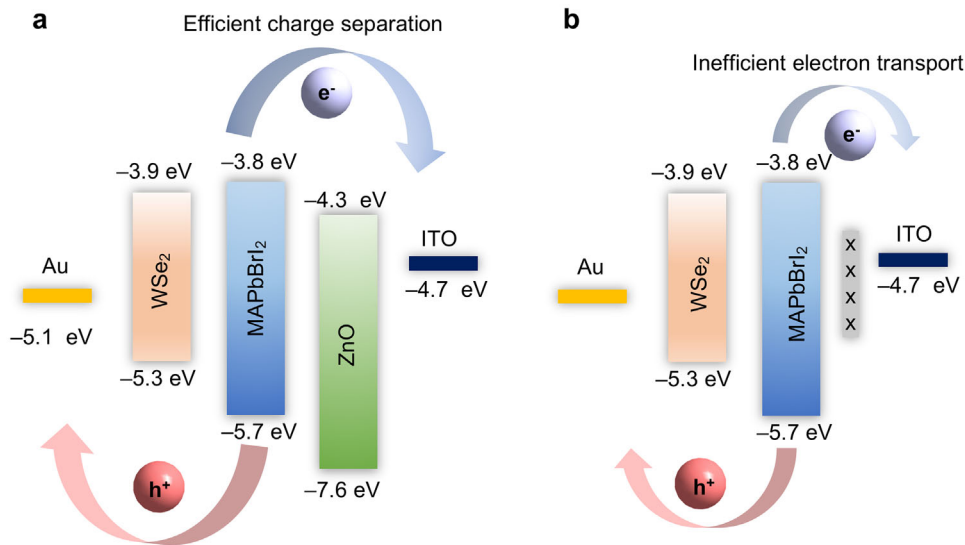 a
Efficient charge separation
e⁻
–3.9 eV
–3.8 eV
–4.3 eV
Au
WSe₂
MAPbBrI₂
ZnO
ITO
–4.7 eV
–5.1 eV
–5.3 eV
–5.7 eV
–7.6 eV
h⁺
b
Inefficient electron transport
e⁻
–3.9 eV
–3.8 eV
Au
WSe₂
MAPbBrI₂
x
x
x
x
ITO
–4.7 eV
–5.3 eV
–5.7 eV
h⁺